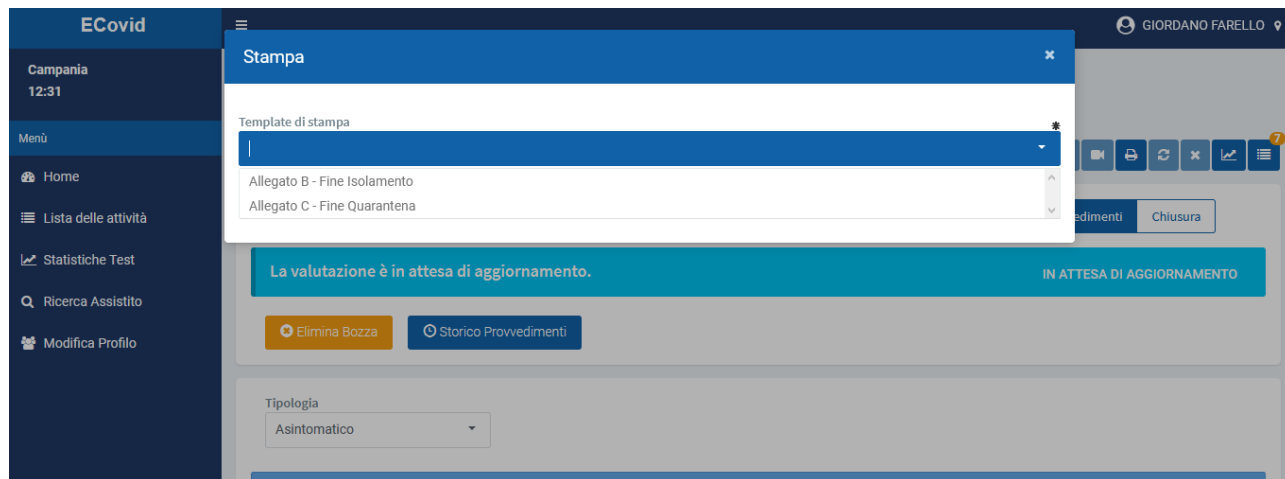 ECovid
GIORDANO FARELLO
Campania
12:31
Menù
Home
Lista delle attività
Statistiche Test
Ricerca Assistito
Modifica Profilo
Stampa
Template di stampa
Allegato B - Fine Isolamento
Allegato C - Fine Quarantena
7
Chiusura
La valutazione è in attesa di aggiornamento.
IN ATTESA DI AGGIORNAMENTO
Elimina Bozza
Storico Provvedimenti
Tipologia
Asintomatico